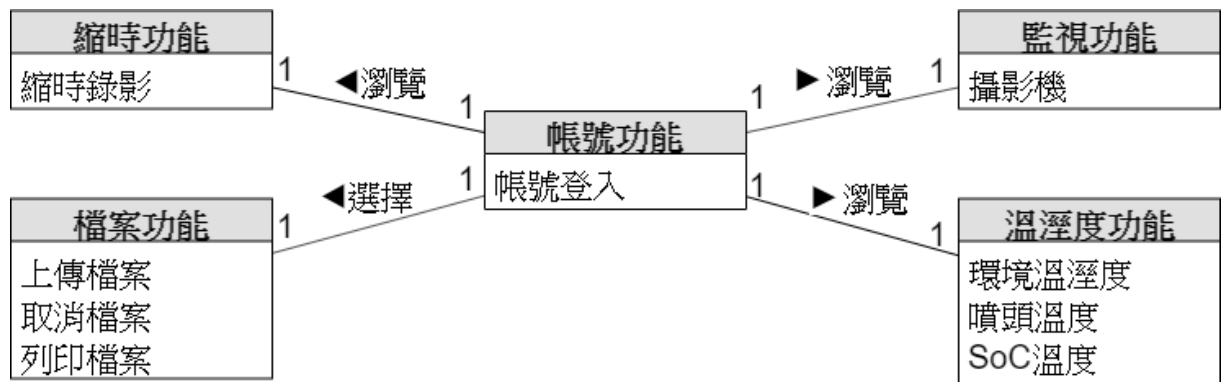 縮時功能
縮時錄影
1
◀瀏覽
1
監視功能
攝影機
1
▶瀏覽
1
帳號功能
帳號登入
檔案功能
上傳檔案
取消檔案
列印檔案
1
◀選擇
1
溫溼度功能
環境溫溼度
噴頭溫度
SoC溫度
1
▶瀏覽
1